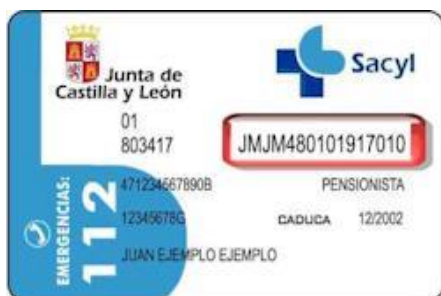 Junta de
Castilla y León
Sacyl
01
803417
JMJM480101917010
471234567890B
PENSIONISTA
12345678G
CADUCA 12/2002
JUAN EJEMPLO EJEMPLO
EMERGENCIAS:
112